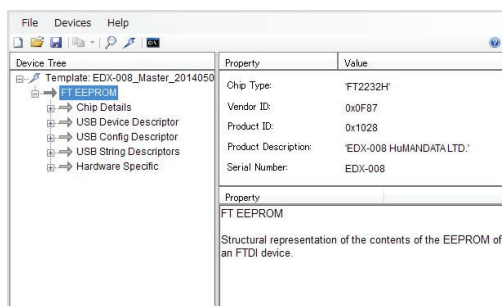 File Devices Help
Device Tree
Template: EDX-008_Master_2014050
FT EEPROM
Chip Details
USB Device Descriptor
USB Config Descriptor
USB String Descriptors
Hardware Specific
Property Value
Chip Type: 'FT2232H'
Vendor ID: 0x0F87
Product ID: 0x1028
Product Description: 'EDX-008 HuMANDATA LTD.'
Serial Number: EDX-008
Property
FT EEPROM
Structural representation of the contents of the EEPROM of
an FTDI device.